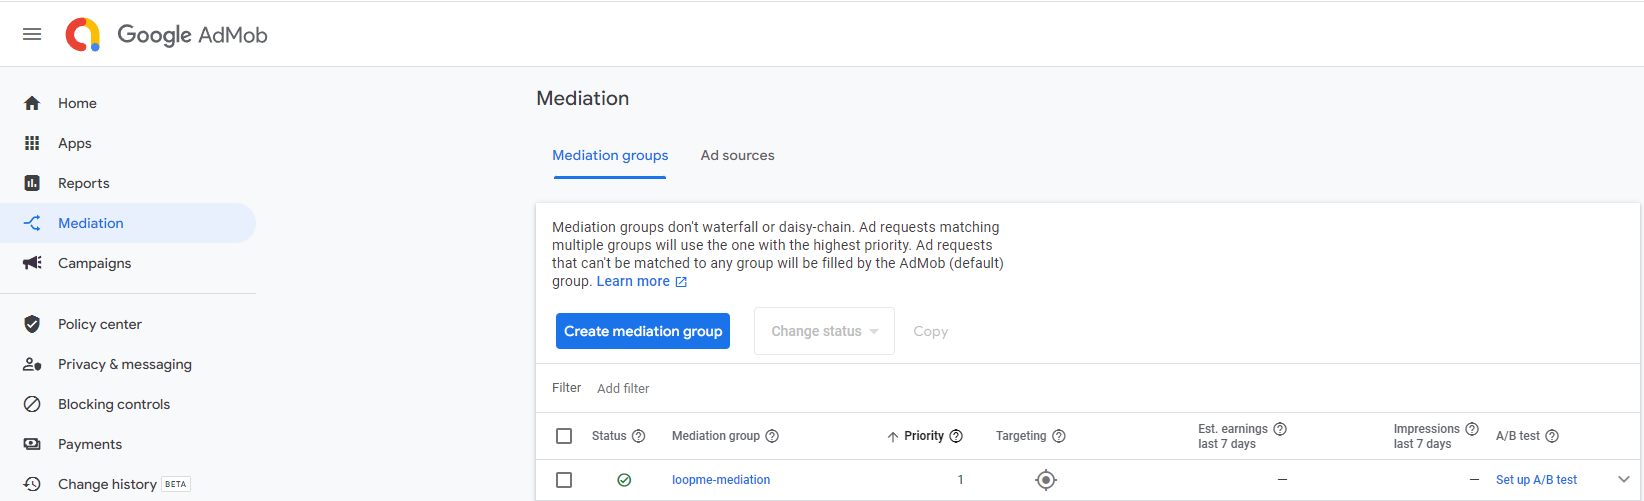 Google AdMob
Home
Apps
Reports
Mediation
Campaigns
Policy center
Privacy & messaging
Blocking controls
Payments
Change history BETA
Mediation
Mediation groups Ad sources
Mediation groups don't waterfall or daisy-chain. Ad requests matching
multiple groups will use the one with the highest priority. Ad requests
that can't be matched to any group will be filled by the AdMob (default)
group. Learn more
Create mediation group Change status Copy
Filter Add filter
Status Mediation group Priority Targeting Est. earnings last 7 days Impressions last 7 days A/B test
loopme-mediation 1 – – Set up A/B test